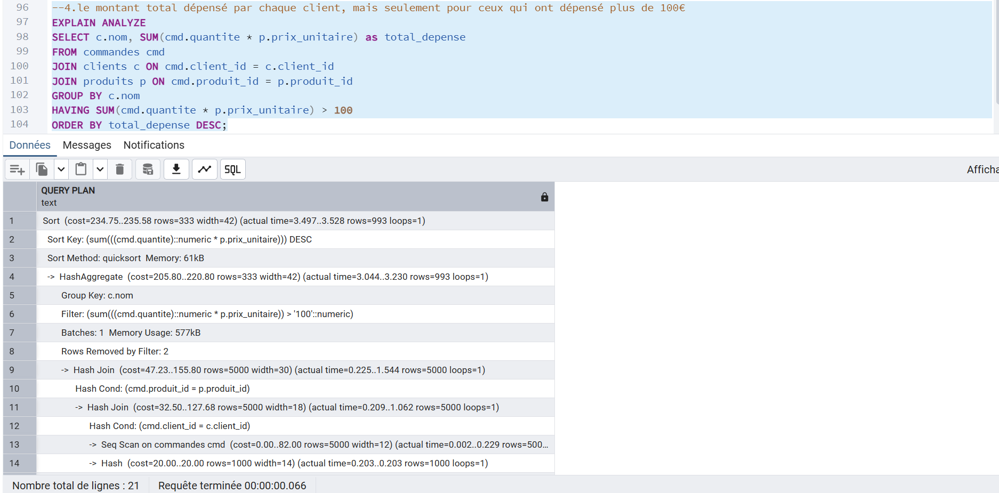 96 --4.le montant total dépensé par chaque client, mais seulement pour ceux qui ont dépensé plus de 100€
97 EXPLAIN ANALYZE
98 SELECT c.nom, SUM(cmd.quantite * p.prix_unitaire) as total_depense
99 FROM commandes cmd
100 JOIN clients c ON cmd.client_id = c.client_id
101 JOIN produits p ON cmd.produit_id = p.produit_id
102 GROUP BY c.nom
103 HAVING SUM(cmd.quantite * p.prix_unitaire) > 100
104 ORDER BY total_depense DESC;
Données Messages Notifications
SQL Afficha
QUERY PLAN
text
1 Sort (cost=234.75..235.58 rows=333 width=42) (actual time=3.497..3.528 rows=993 loops=1)
2 Sort Key: (sum(((cmd.quantite)::numeric * p.prix_unitaire))) DESC
3 Sort Method: quicksort Memory: 61kB
4 -> HashAggregate (cost=205.80..220.80 rows=333 width=42) (actual time=3.044..3.230 rows=993 loops=1)
5 Group Key: c.nom
6 Filter: (sum(((cmd.quantite)::numeric * p.prix_unitaire)) > '100'::numeric)
7 Batches: 1 Memory Usage: 577kB
8 Rows Removed by Filter: 2
9 -> Hash Join (cost=47.23..155.80 rows=5000 width=30) (actual time=0.225..1.544 rows=5000 loops=1)
10 Hash Cond: (cmd.produit_id = p.produit_id)
11 -> Hash Join (cost=32.50..127.68 rows=5000 width=18) (actual time=0.209..1.062 rows=5000 loops=1)
12 Hash Cond: (cmd.client_id = c.client_id)
13 -> Seq Scan on commandes cmd (cost=0.00..82.00 rows=5000 width=12) (actual time=0.002..0.229 rows=500...
14 -> Hash (cost=20.00..20.00 rows=1000 width=14) (actual time=0.203..0.203 rows=1000 loops=1)
Nombre total de lignes : 21 Requête terminée 00:00:00.066